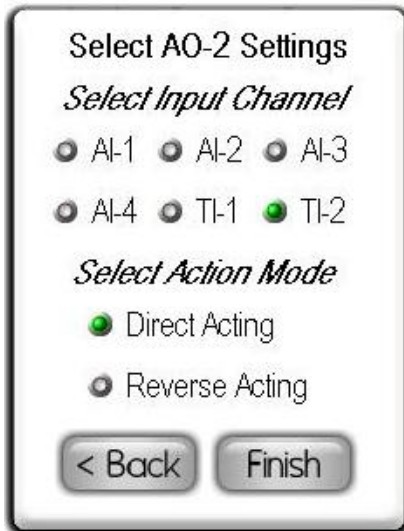 Select AO-2 Settings
Select Input Channel
AI-1 AI-2 AI-3
AI-4 TI-1 TI-2
Select Action Mode
Direct Acting
Reverse Acting
< Back Finish